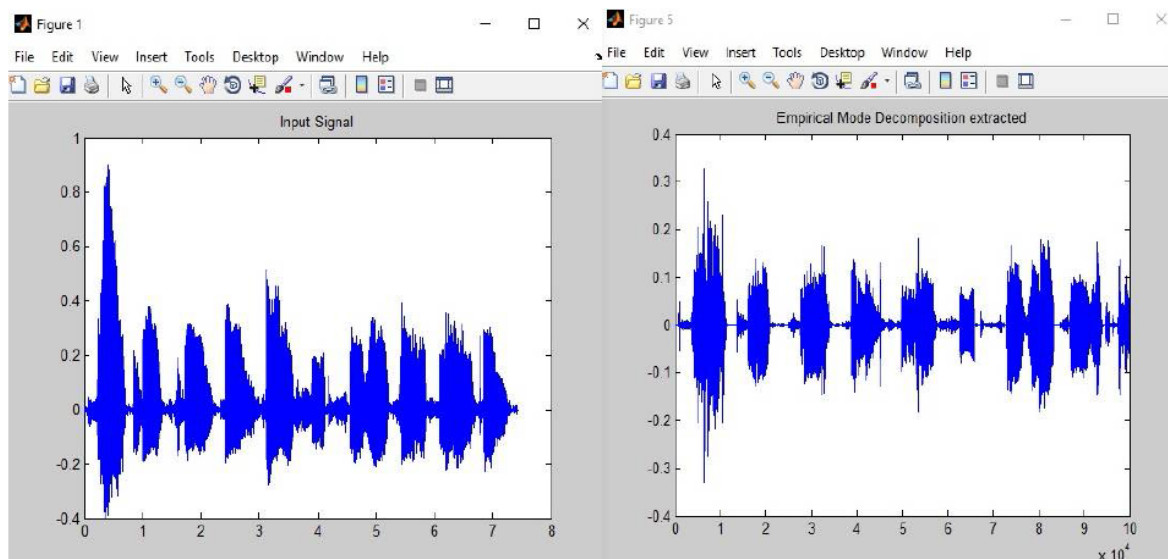 Figure 1
File Edit View Insert Tools Desktop Window Help
Input Signal
1
0.8
0.6
0.4
0.2
0
-0.2
-0.4
0 1 2 3 4 5 6 7 8
Figure 5
File Edit View Insert Tools Desktop Window Help
Empirical Mode Decomposition extracted
0.4
0.3
0.2
0.1
0
-0.1
-0.2
-0.3
-0.4
0 1 2 3 4 5 6 7 8 9 10
x 10^4